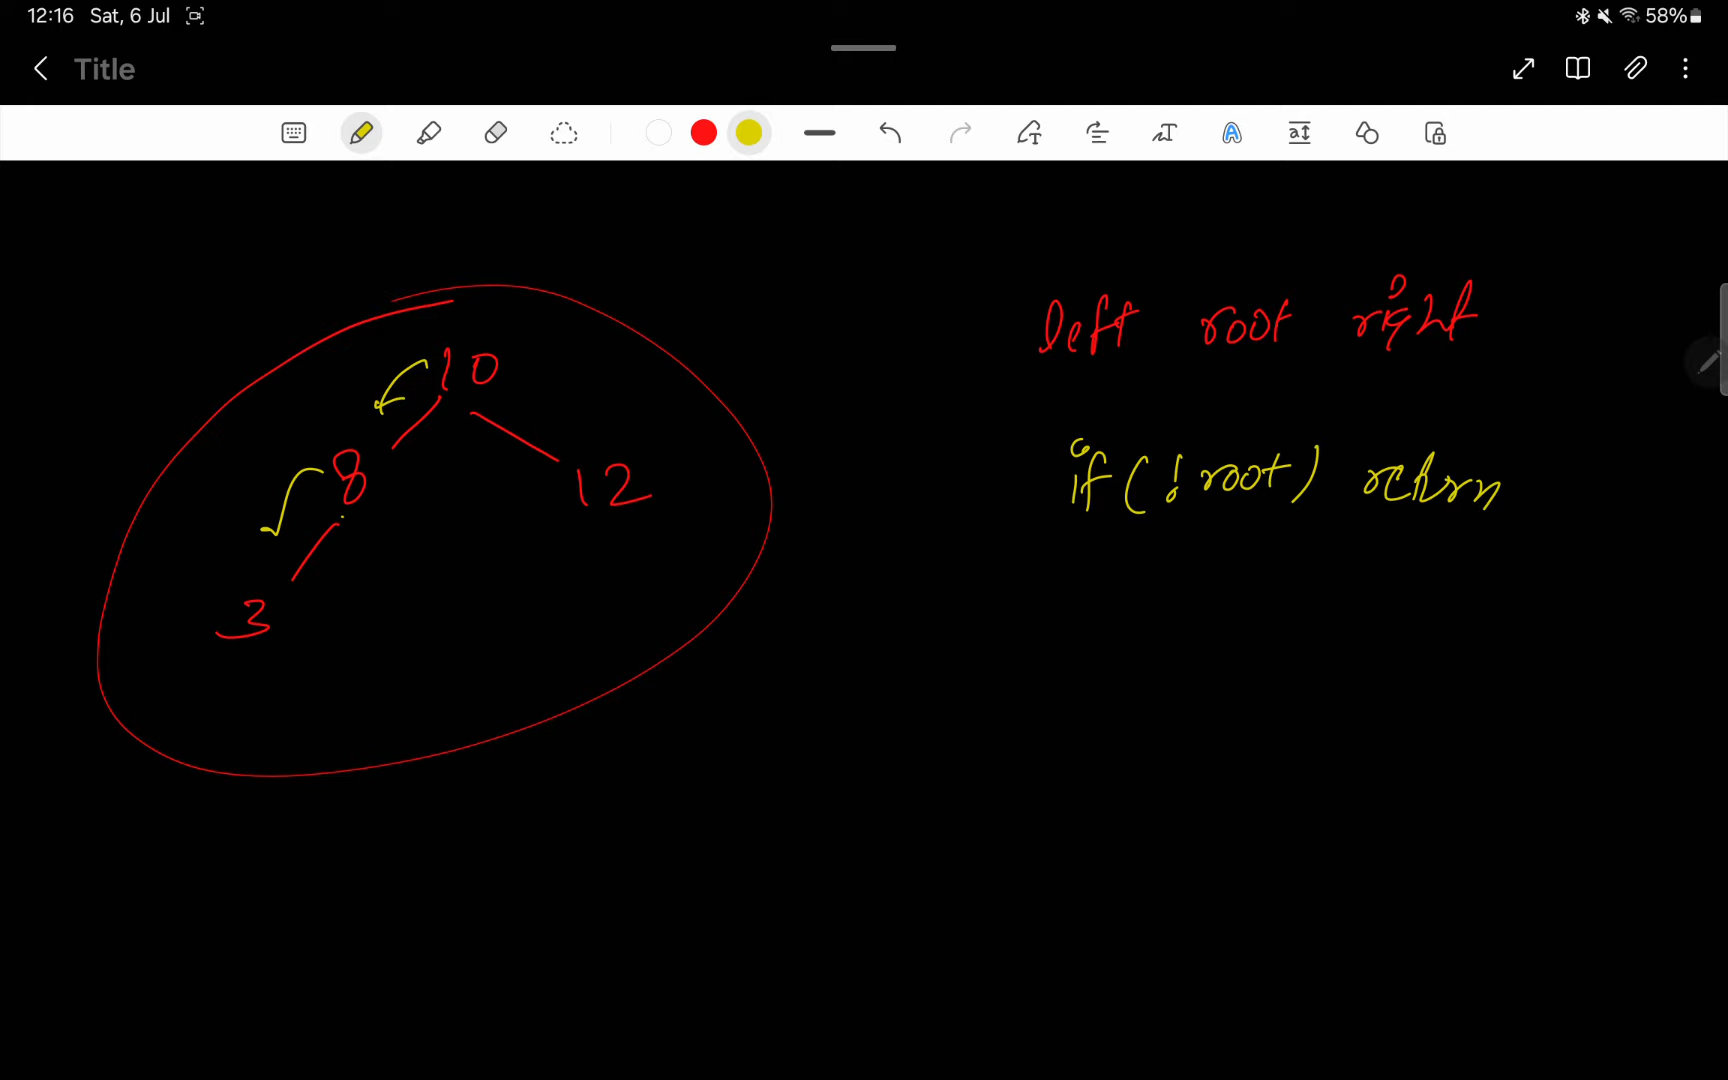 12:16 Sat, 6 Jul 58%
Title
left root right
10
if(!root) return
8
12
3